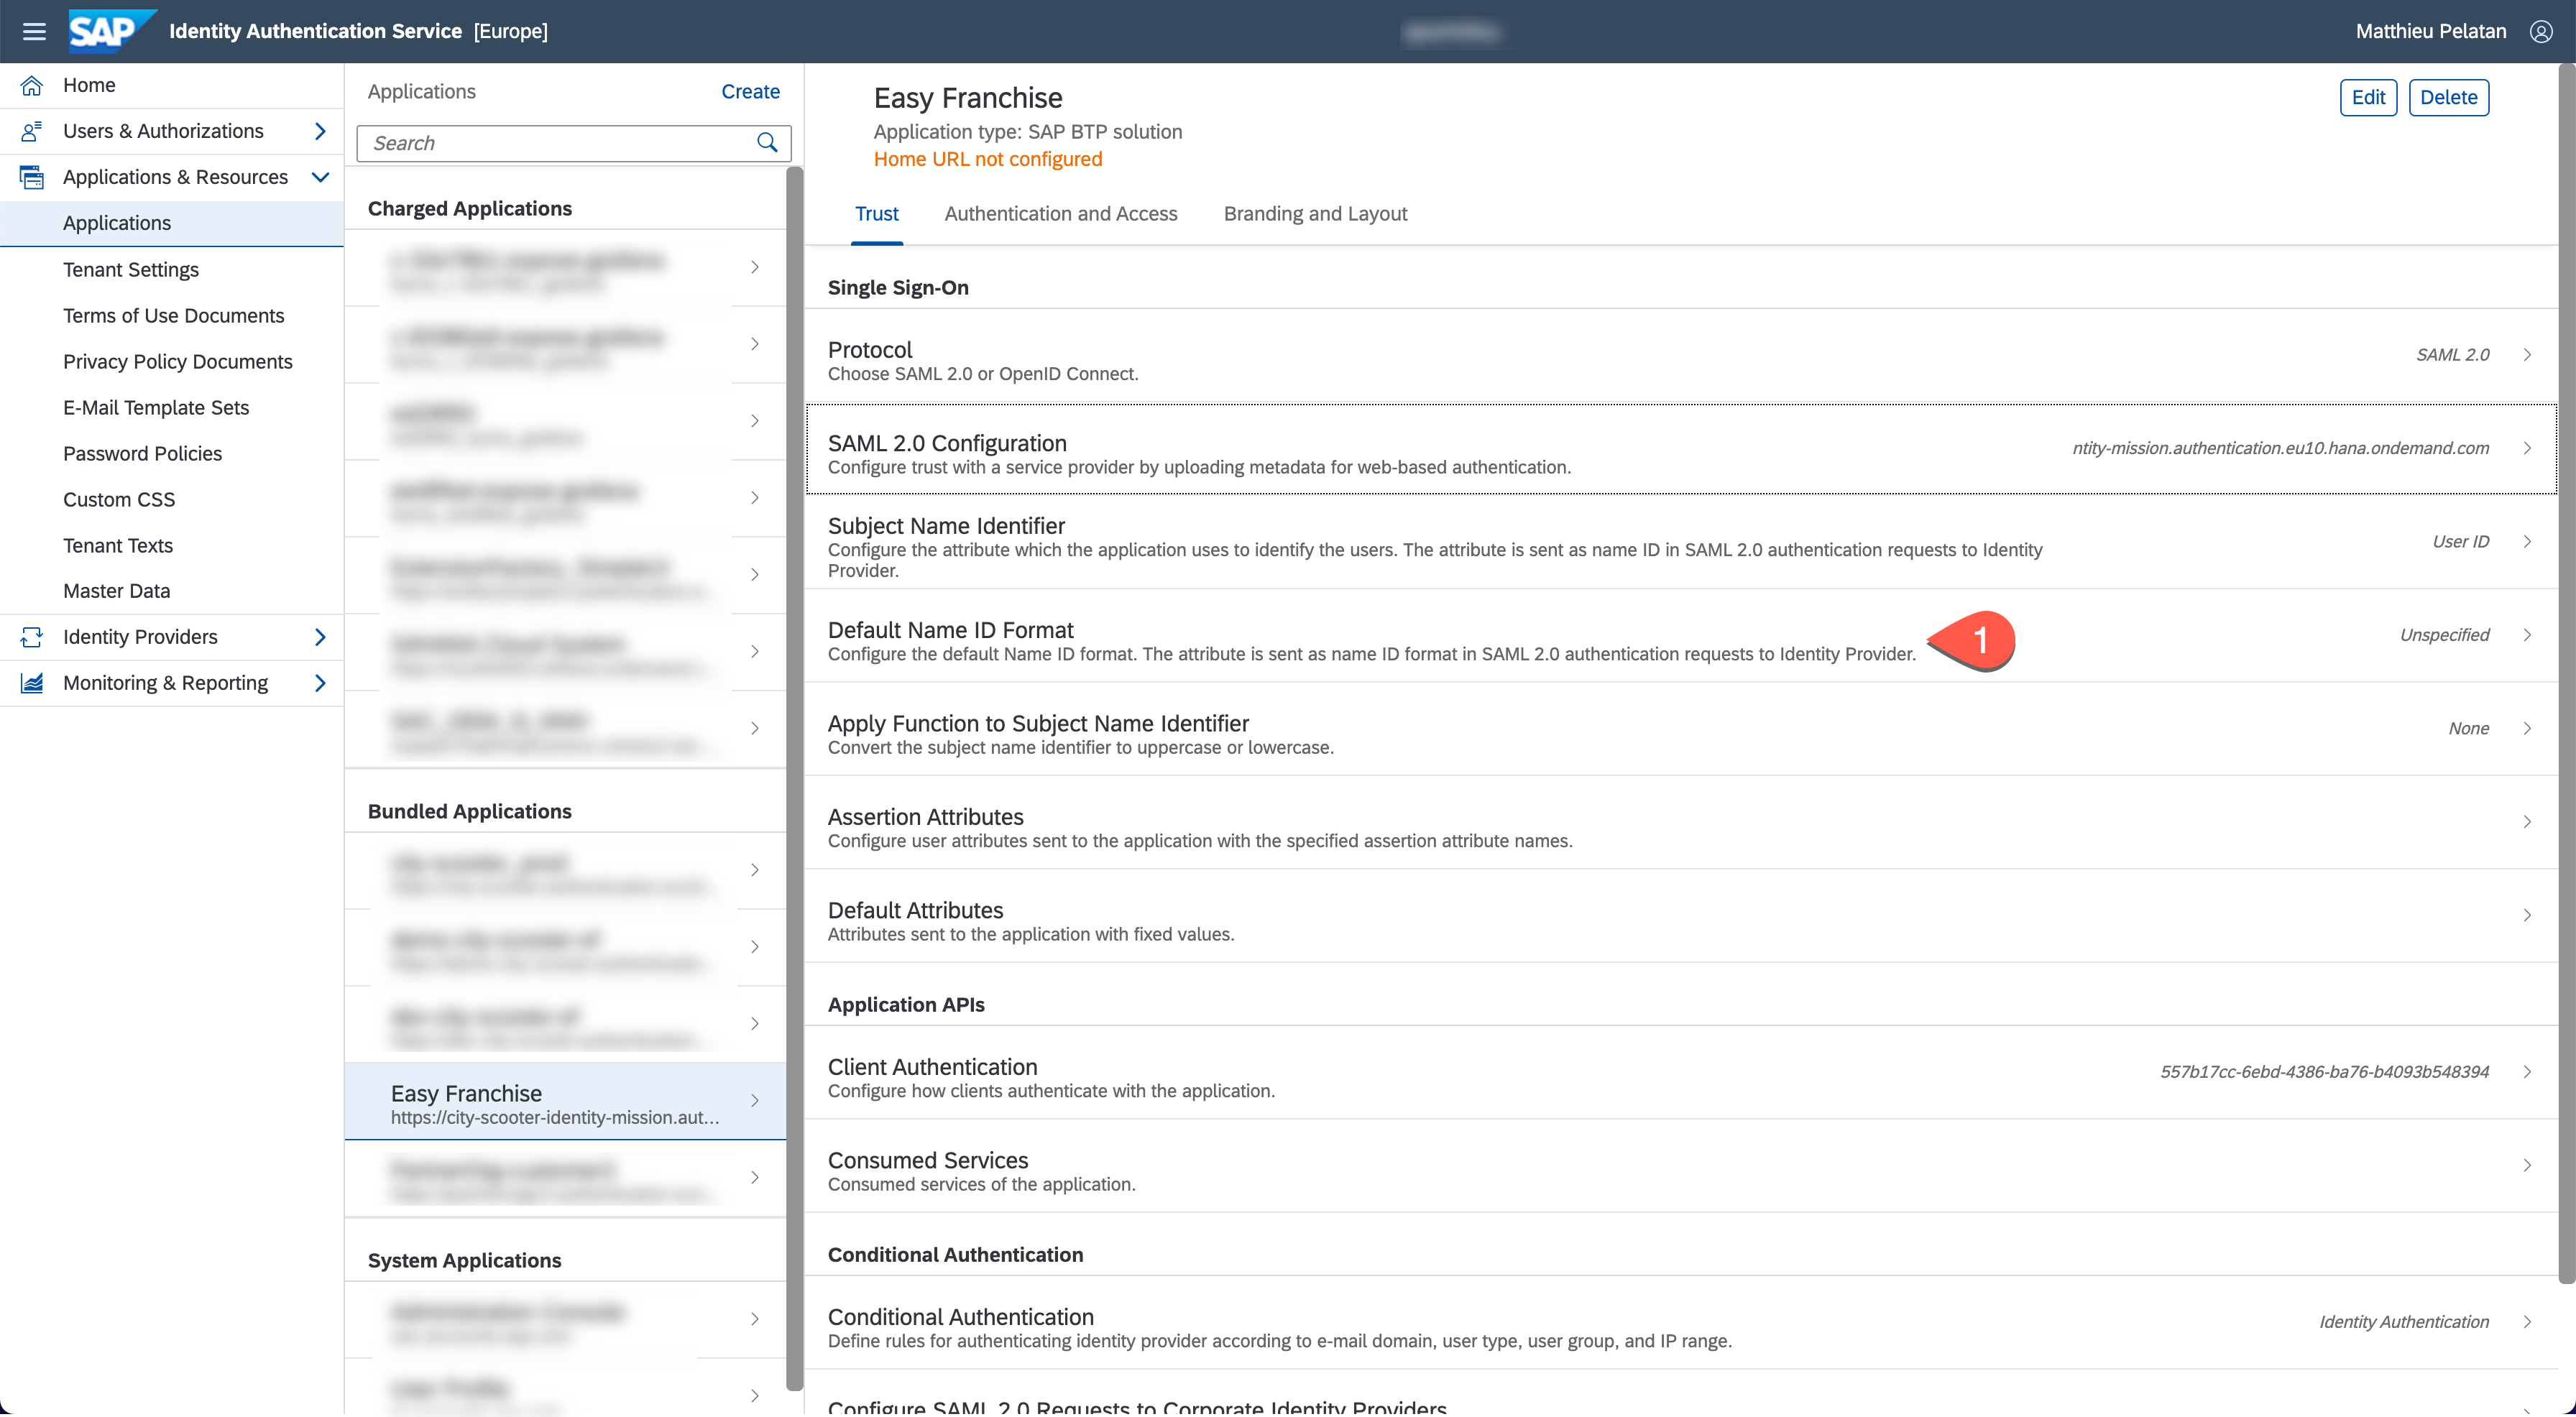 SAP Identity Authentication Service [Europe]
Matthieu Pelatan
Home
Users & Authorizations
Applications & Resources
Applications
Tenant Settings
Terms of Use Documents
Privacy Policy Documents
E-Mail Template Sets
Password Policies
Custom CSS
Tenant Texts
Master Data
Identity Providers
Monitoring & Reporting
Applications
Create
Search
Charged Applications
Bundled Applications
Easy Franchise
https://city-scooter-identity-mission.aut...
System Applications
Easy Franchise
Application type: SAP BTP solution
Home URL not configured
Edit
Delete
Trust
Authentication and Access
Branding and Layout
Single Sign-On
Protocol
Choose SAML 2.0 or OpenID Connect.
SAML 2.0
SAML 2.0 Configuration
Configure trust with a service provider by uploading metadata for web-based authentication.
ntity-mission.authentication.eu10.hana.ondemand.com
Subject Name Identifier
Configure the attribute which the application uses to identify the users. The attribute is sent as name ID in SAML 2.0 authentication requests to Identity
Provider.
User ID
Default Name ID Format
Configure the default Name ID format. The attribute is sent as name ID format in SAML 2.0 authentication requests to Identity Provider.
1
Unspecified
Apply Function to Subject Name Identifier
Convert the subject name identifier to uppercase or lowercase.
None
Assertion Attributes
Configure user attributes sent to the application with the specified assertion attribute names.
Default Attributes
Attributes sent to the application with fixed values.
Application APIs
Client Authentication
Configure how clients authenticate with the application.
557b17cc-6ebd-4386-ba76-b4093b548394
Consumed Services
Consumed services of the application.
Conditional Authentication
Conditional Authentication
Define rules for authenticating identity provider according to e-mail domain, user type, user group, and IP range.
Identity Authentication
Configure SAML 2.0 Requests to Corporate Identity Providers